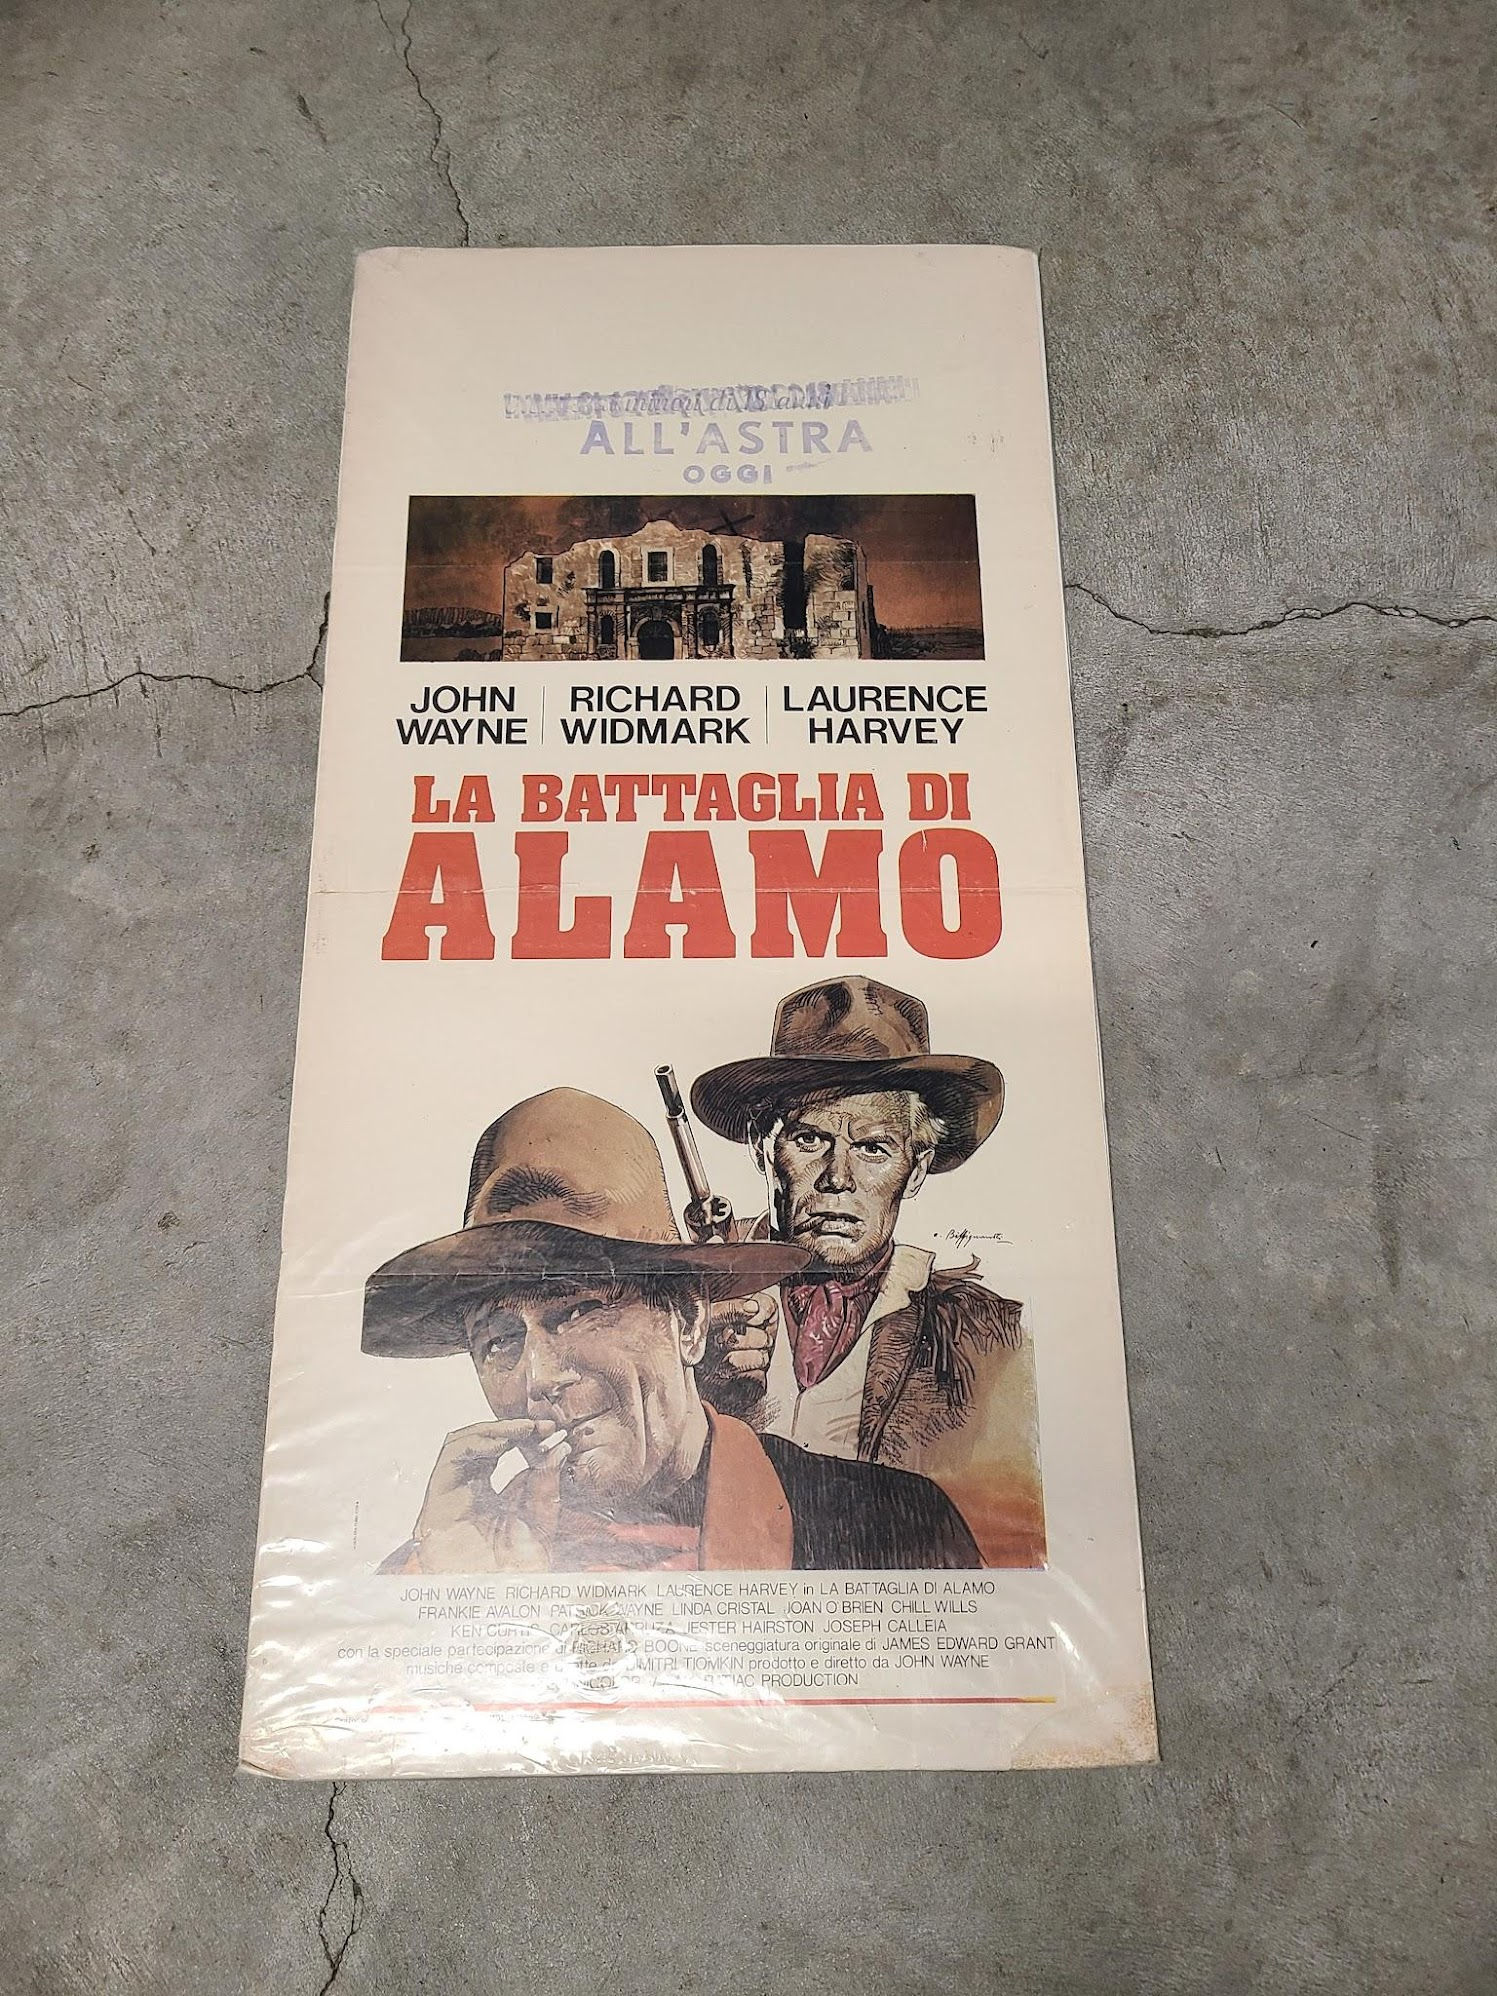 ALL'ASTRA
OGGI
JOHN WAYNE
RICHARD WIDMARK
LAURENCE HARVEY
LA BATTAGLIA DI
ALAMO
JOHN WAYNE RICHARD WIDMARK LAURENCE HARVEY in LA BATTAGLIA DI ALAMO
FRANKIE AVALON PATRICK WAYNE LINDA CRISTAL JOAN O'BRIEN CHILL WILLS
KEN CURTIS CARLOS ARRUZA JESTER HAIRSTON JOSEPH CALLEIA
con la speciale partecipazione di RICHARD BOONE sceneggiatura originale di JAMES EDWARD GRANT
musiche composte e dirette da DIMITRI TIOMKIN prodotto e diretto da JOHN WAYNE
PRODUCTION